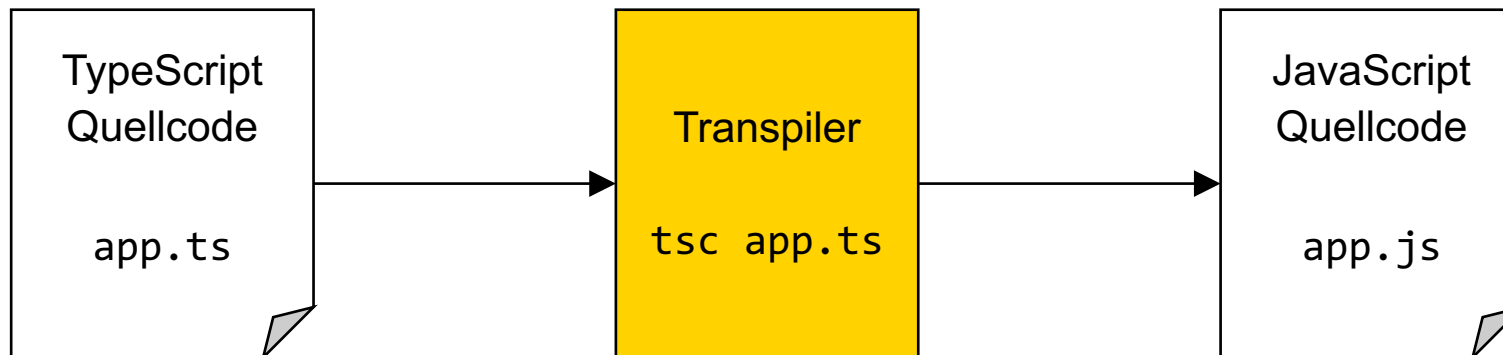 TypeScript
Quellcode
app.ts
Transpiler
tsc app.ts
JavaScript
Quellcode
app.js